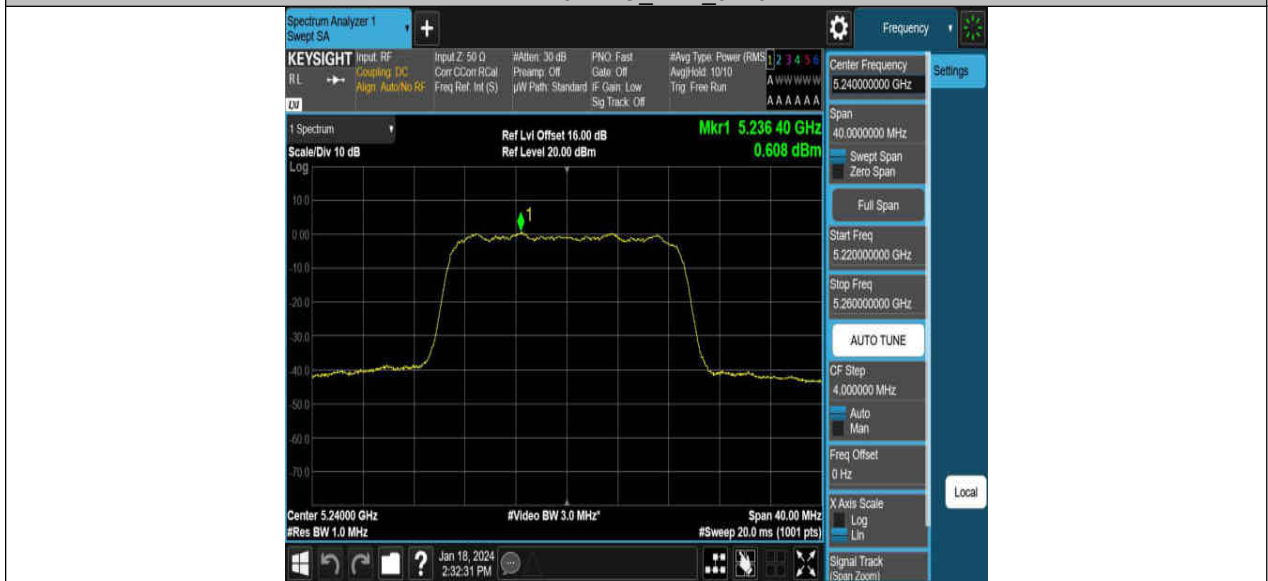 Spectrum Analyzer 1
Swept SA
+
Frequency
KEYSIGHT
RL
LXI
Input: RF
Coupling: DC
Align: Auto/No RF
Input Z: 50 Ω
Corr CCorr RCal
Freq Ref: Int (S)
#Atten: 30 dB
Preamp: Off
µW Path: Standard
PNO: Fast
Gate: Off
IF Gain: Low
Sig Track: Off
#Avg Type: Power (RMS
Avg|Hold: 10/10
Trig: Free Run
1 2 3 4 5 6
A W W W W W
A A A A A A
1 Spectrum
Scale/Div 10 dB
Log
Ref Lvl Offset 16.00 dB
Ref Level 20.00 dBm
Mkr1 5.236 40 GHz
0.608 dBm
10.0
0.00
-10.0
-20.0
-30.0
-40.0
-50.0
-60.0
-70.0
1
Center 5.24000 GHz
#Res BW 1.0 MHz
#Video BW 3.0 MHz*
Span 40.00 MHz
#Sweep 20.0 ms (1001 pts)
Jan 18, 2024
2:32:31 PM
?
Center Frequency
5.240000000 GHz
Settings
Span
40.0000000 MHz
Swept Span
Zero Span
Full Span
Start Freq
5.220000000 GHz
Stop Freq
5.260000000 GHz
AUTO TUNE
CF Step
4.000000 MHz
Auto
Man
Freq Offset
0 Hz
Local
X Axis Scale
Log
Lin
Signal Track
(Span Zoom)